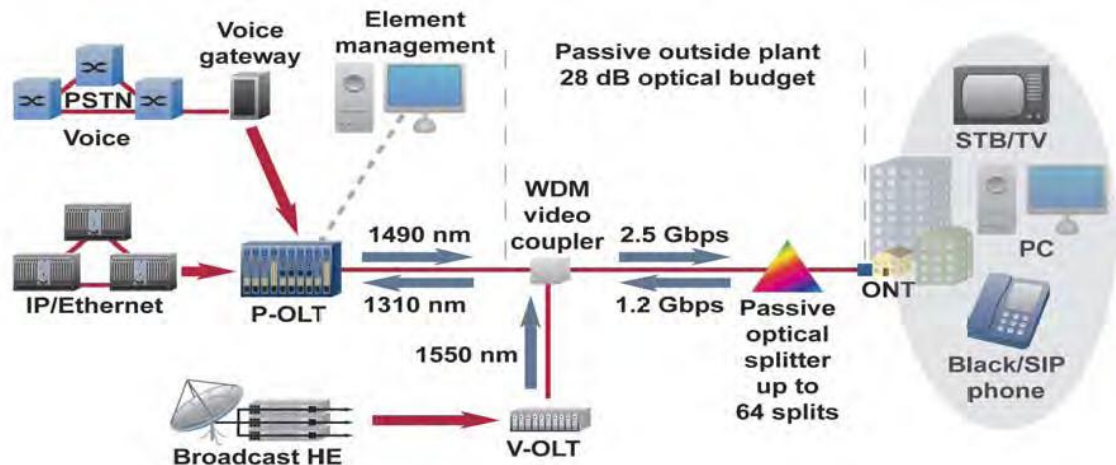 Voice
gateway
Element
management
Passive outside plant
28 dB optical budget
PSTN
Voice
STB/TV
WDM
video
coupler
1490 nm
2.5 Gbps
PC
IP/Ethernet
P-OLT
1310 nm
1.2 Gbps
ONT
1550 nm
Passive
optical
splitter
up to
64 splits
Black/SIP
phone
Broadcast HE
V-OLT